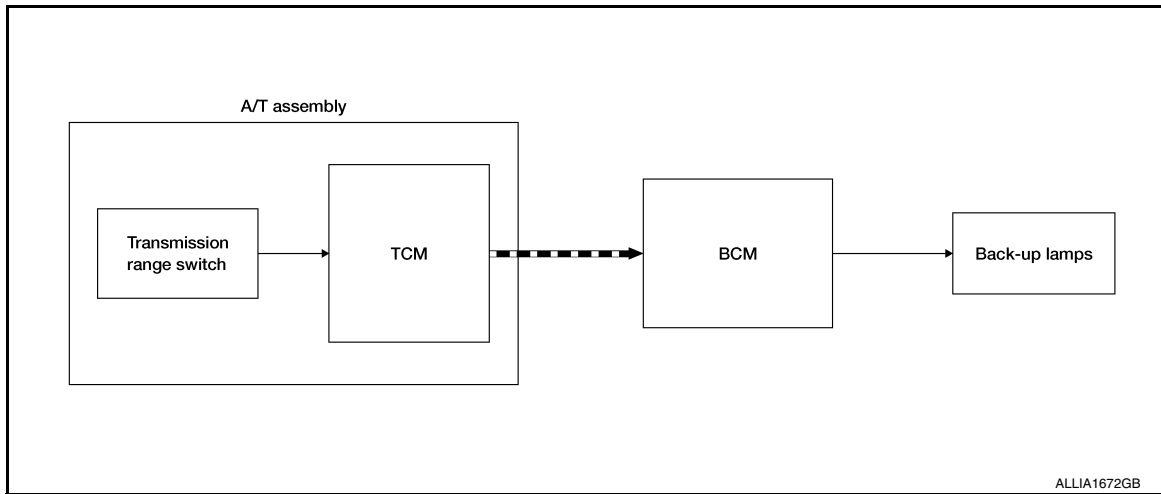 A/T assembly
Transmission
range switch
TCM
BCM
Back-up lamps
ALLIA1672GB